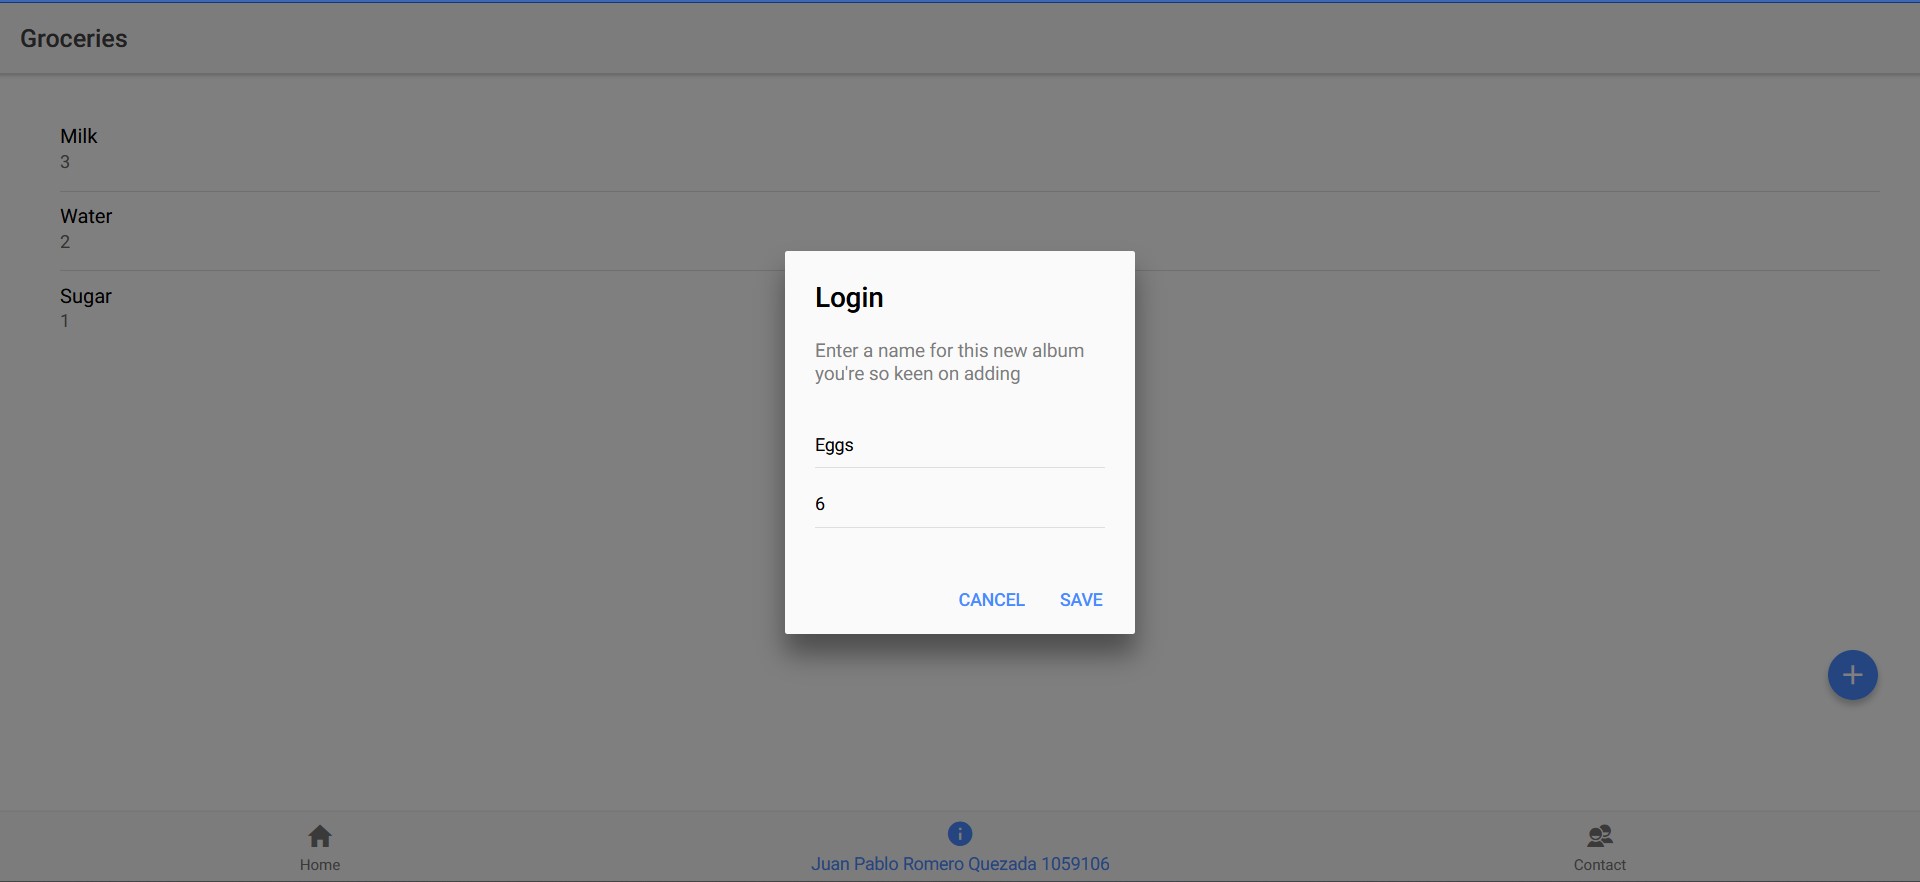 Groceries
Milk
3
Water
2
Sugar
1
Login
Enter a name for this new album
you're so keen on adding
Eggs
6
CANCEL SAVE
Home
Juan Pablo Romero Quezada 1059106
Contact